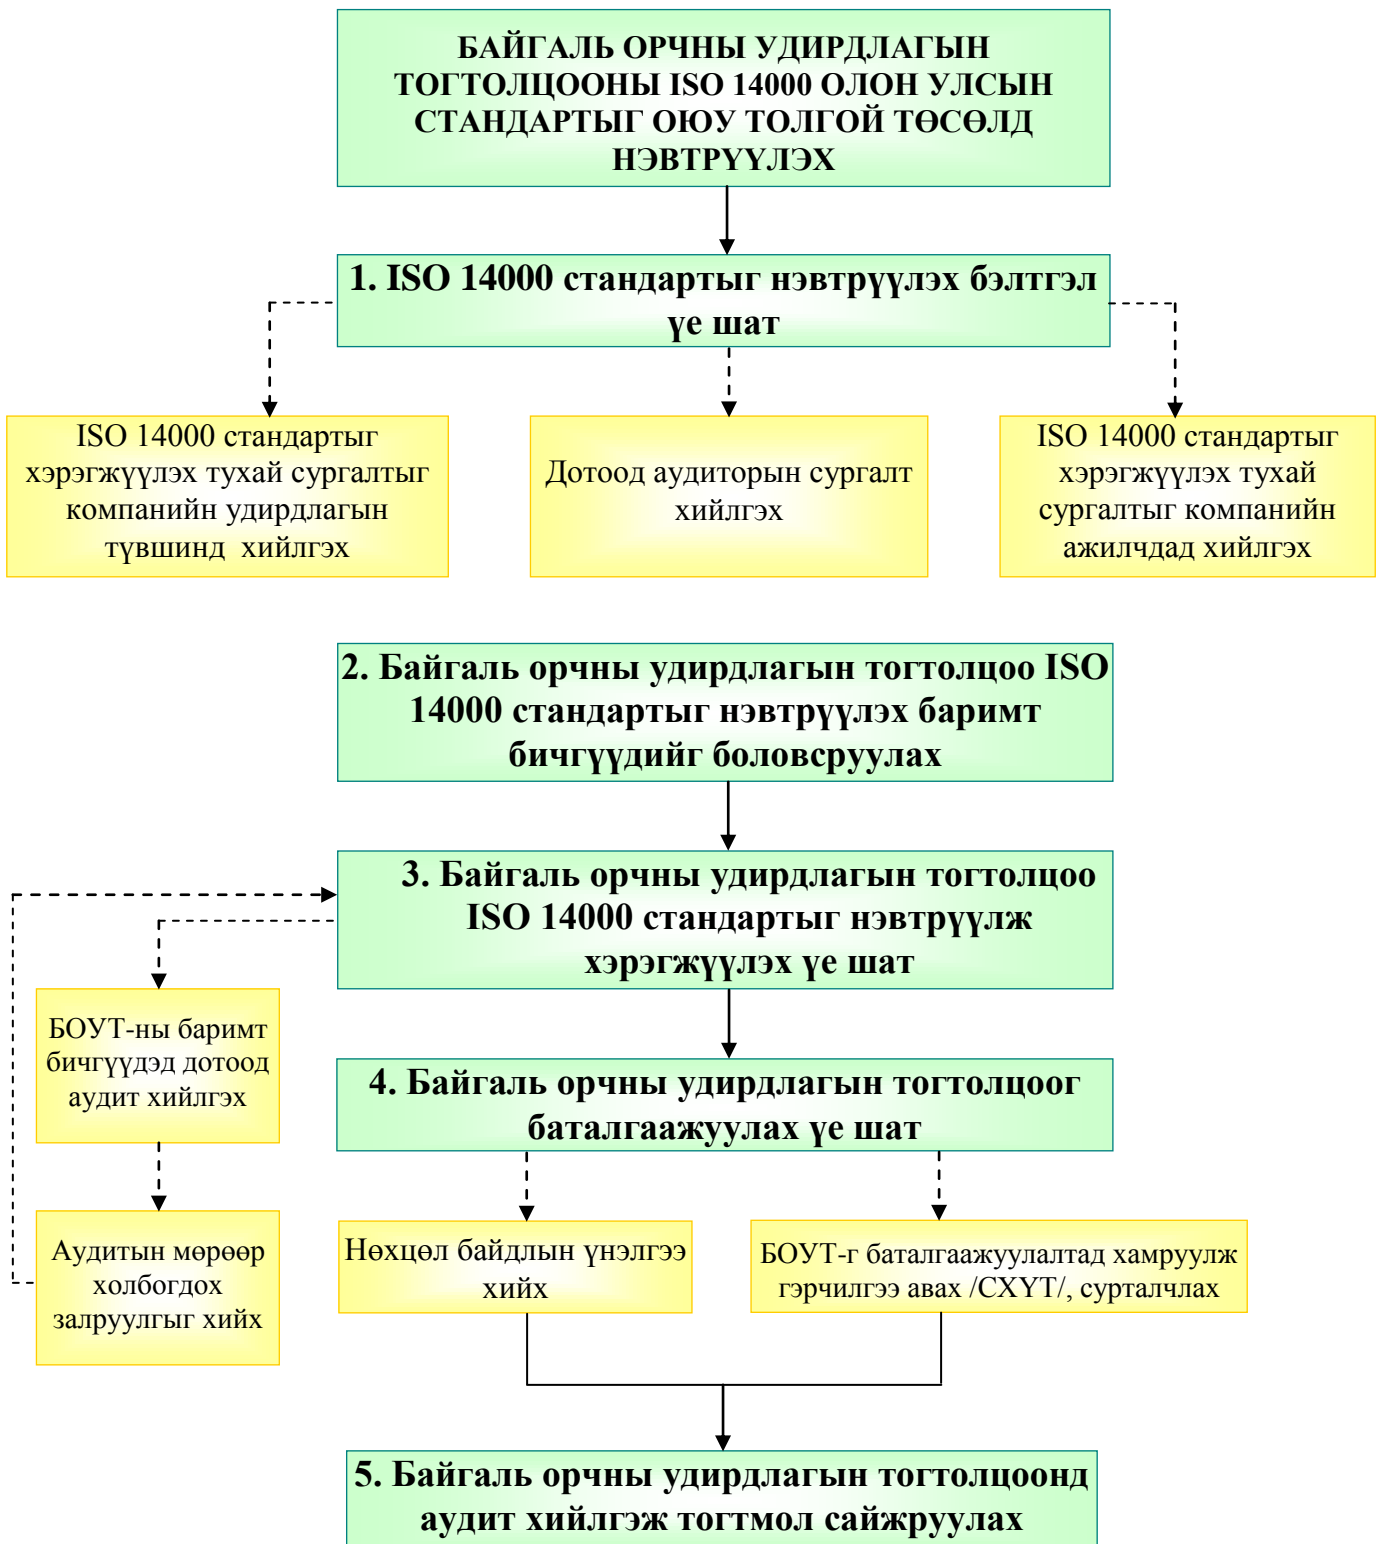 БАЙГАЛЬ ОРЧНЫ УДИРДЛАГЫН
ТОГТОЛЦООНЫ ISO 14000 ОЛОН УЛСЫН
СТАНДАРТЫГ ОЮУ ТОЛГОЙ ТӨСӨЛД
НЭВТРҮҮЛЭХ
1. ISO 14000 стандартыг нэвтрүүлэх бэлтгэл
үе шат
ISO 14000 стандартыг
хэрэгжүүлэх тухай сургалтыг
компанийн удирдлагын
түвшинд хийлгэх
Дотоод аудиторын сургалт
хийлгэх
ISO 14000 стандартыг
хэрэгжүүлэх тухай
сургалтыг компанийн
ажилчдад хийлгэх
2. Байгаль орчны удирдлагын тогтолцоо ISO
14000 стандартыг нэвтрүүлэх баримт
бичгүүдийг боловсруулах
3. Байгаль орчны удирдлагын тогтолцоо
ISO 14000 стандартыг нэвтрүүлж
хэрэгжүүлэх үе шат
БОУТ-ны баримт
бичгүүдэд дотоод
аудит хийлгэх
Аудитын мөрөөр
холбогдох
залруулгыг хийх
4. Байгаль орчны удирдлагын тогтолцоог
баталгаажуулах үе шат
Нөхцөл байдлын үнэлгээ
хийх
БОУТ-г баталгаажуулалтад хамруулж
гэрчилгээ авах /СХҮТ/, сурталчлах
5. Байгаль орчны удирдлагын тогтолцоонд
аудит хийлгэж тогтмол сайжруулах